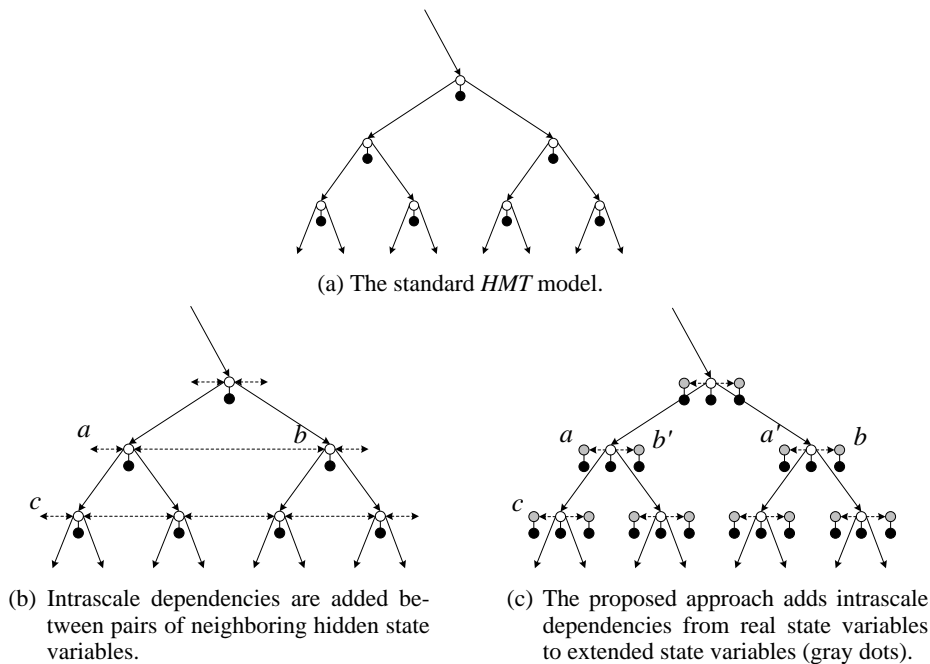 (a) The standard HMT model.
a
b
c
a
b′
a′
b
c
(b) Intrascale dependencies are added be-
tween pairs of neighboring hidden state
variables.
(c) The proposed approach adds intrascale
dependencies from real state variables
to extended state variables (gray dots).